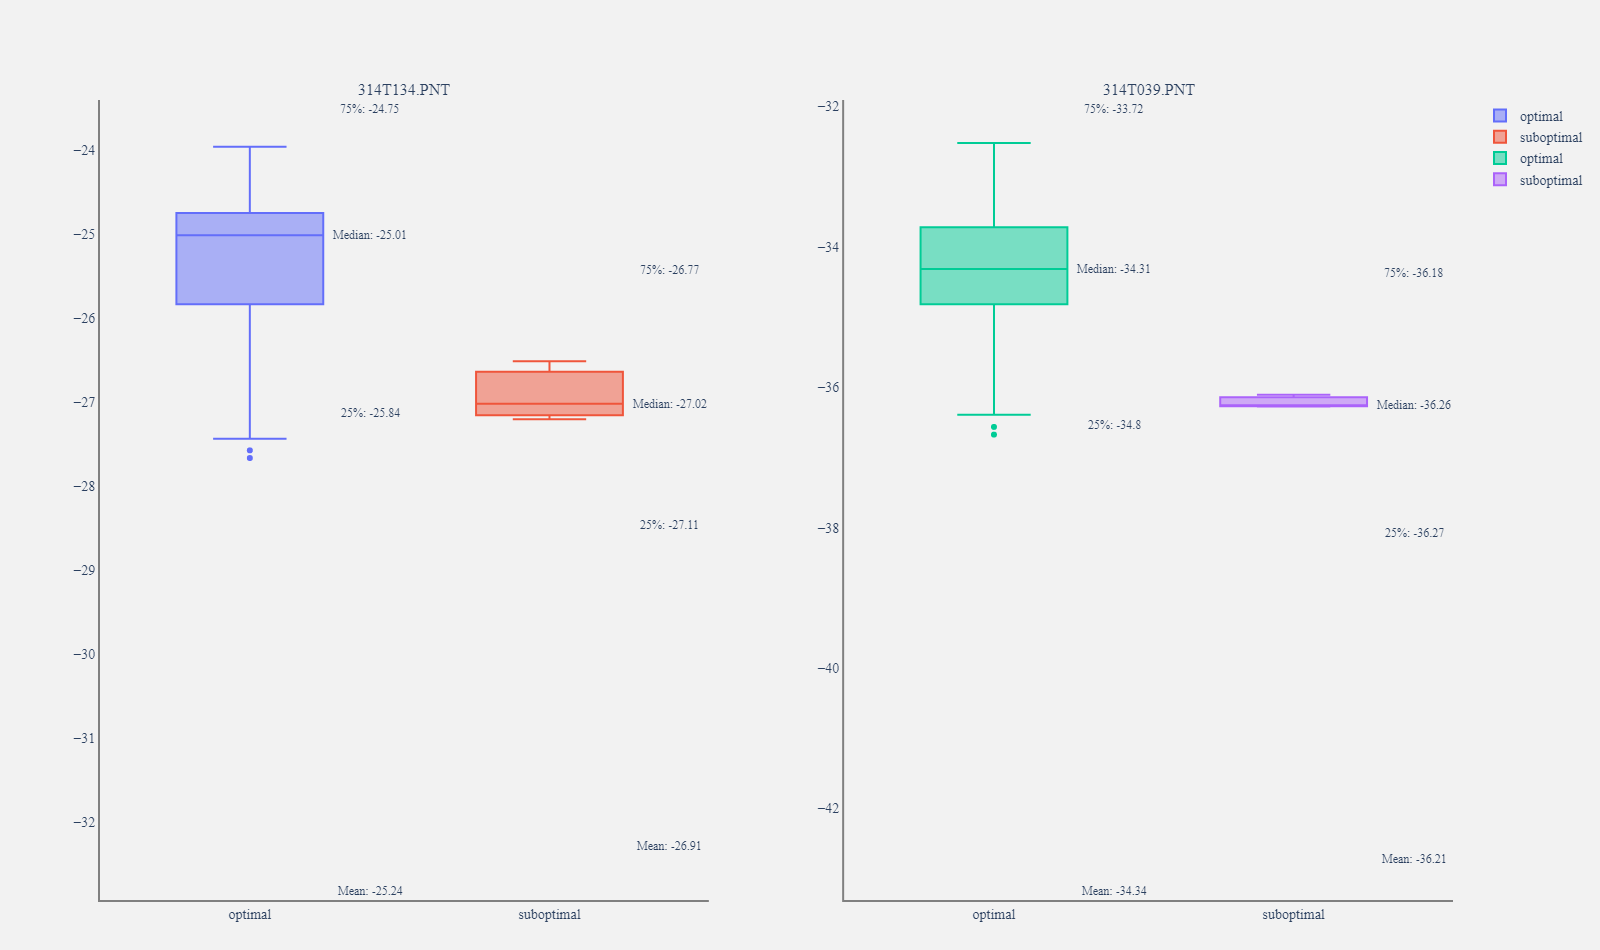 314T134.PNT
75%: -24.75
−24
−25
−26
−27
−28
−29
−30
−31
−32
Median: -25.01
75%: -26.77
25%: -25.84
Median: -27.02
25%: -27.11
Mean: -26.91
Mean: -25.24
optimal
suboptimal
314T039.PNT
75%: -33.72
−32
−34
−36
−38
−40
−42
Median: -34.31
75%: -36.18
25%: -34.8
Median: -36.26
25%: -36.27
Mean: -36.21
Mean: -34.34
optimal
suboptimal
optimal
suboptimal
optimal
suboptimal